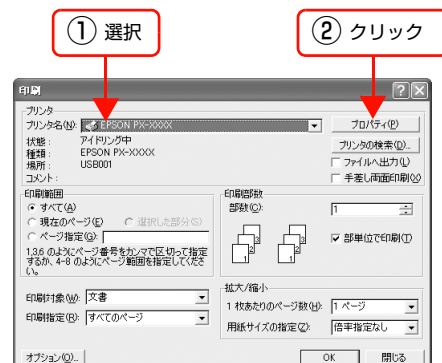 ① 選択
② クリック
印刷
プリンタ
プリンタ名(N): EPSON PX-XXXX
プロパティ(P)
状態： アイドリング中
プリンタの検索(D)...
種類： EPSON PX-XXXX
場所： USB001
ファイルへ出力(L)
コメント：
手差し両面印刷(X)
印刷範囲
すべて(A)
現在のページ(E) 選択した部分(S)
ページ指定(G):
1,3,6 のようにページ番号をカンマで区切って指定
するか、4-8 のようにページ範囲を指定してくださ
い。
印刷部数
部数(C): 1
部単位で印刷(T)
印刷対象(W): 文書
印刷指定(R): すべてのページ
拡大/縮小
1 枚あたりのページ数(H): 1 ページ
用紙サイズの指定(Z): 倍率指定なし
オプション(O)...
OK
閉じる